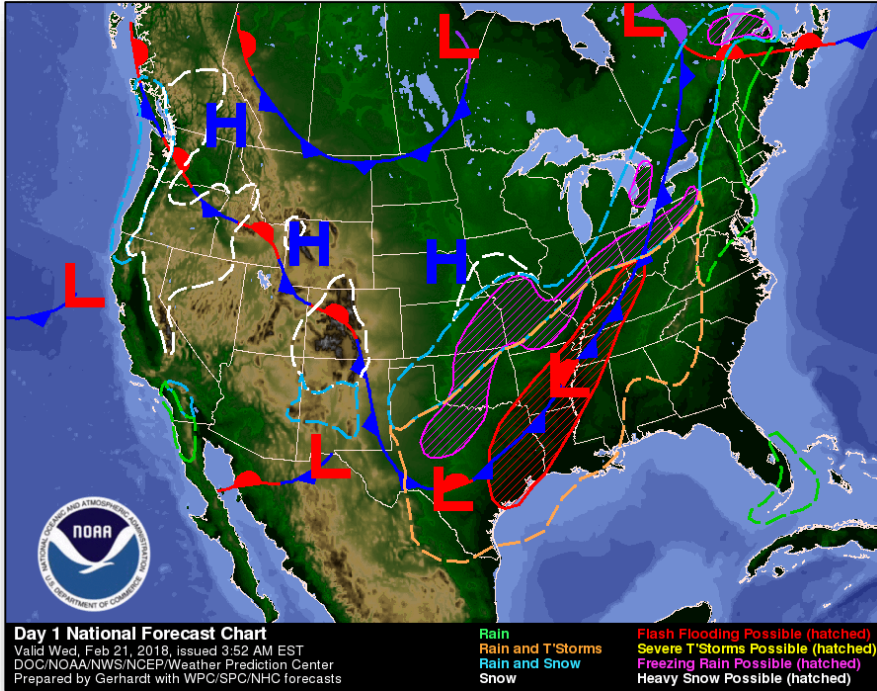 L
L
H
H
H
L
L
L
L
NATIONAL OCEANIC AND ATMOSPHERIC ADMINISTRATION
NOAA
U.S. DEPARTMENT OF COMMERCE
Day 1 National Forecast Chart
Valid Wed, Feb 21, 2018, issued 3:52 AM EST
DOC/NOAA/NWS/NCEP/Weather Prediction Center
Prepared by Gerhardt with WPC/SPC/NHC forecasts
Rain
Rain and T'Storms
Rain and Snow
Snow
Flash Flooding Possible (hatched)
Severe T'Storms Possible (hatched)
Freezing Rain Possible (hatched)
Heavy Snow Possible (hatched)